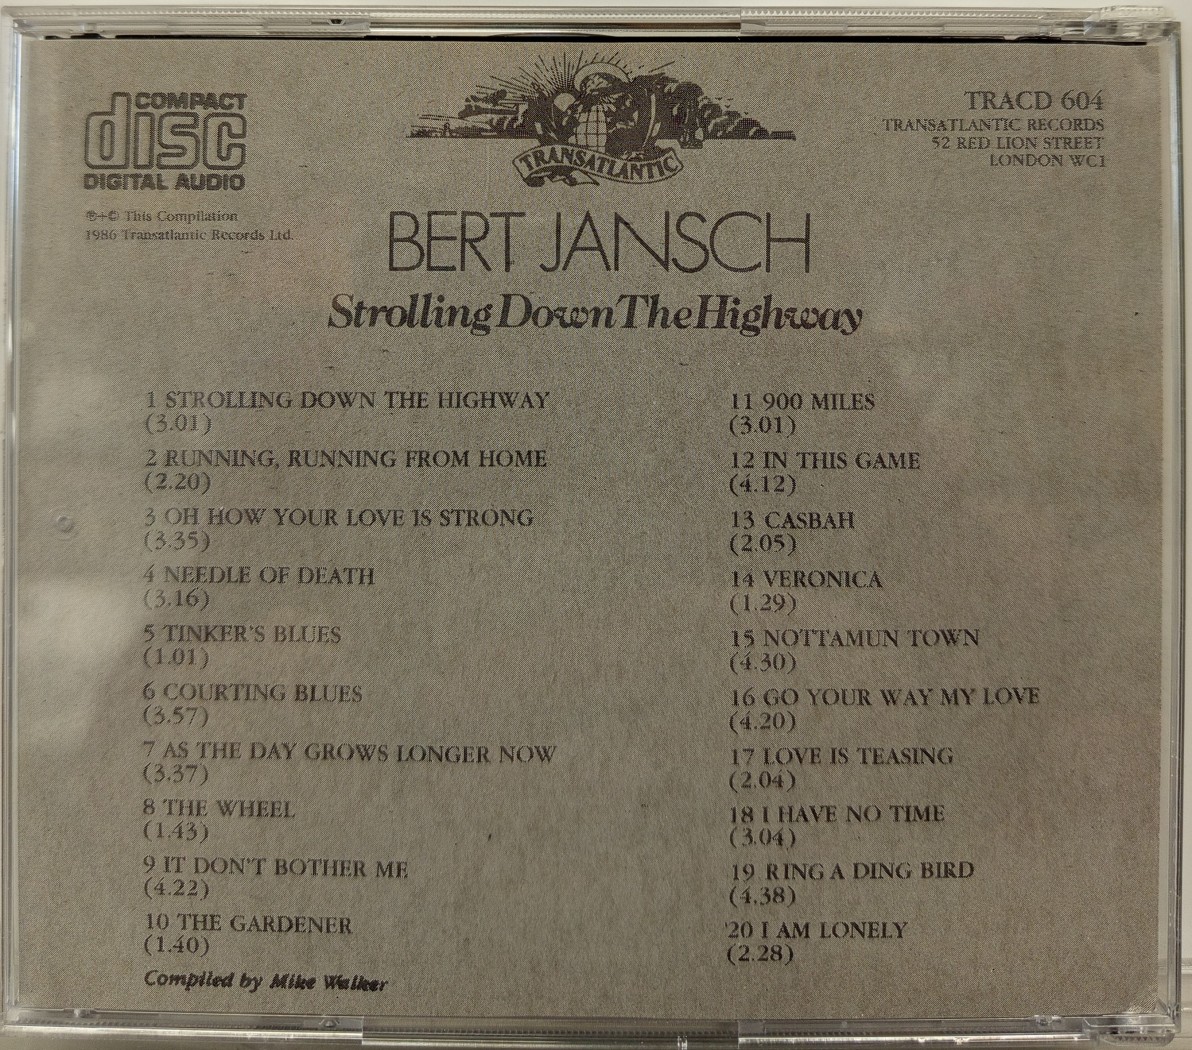 COMPACT
disc
DIGITAL AUDIO
TRANSATLANTIC
TRACD 604
TRANSATLANTIC RECORDS
52 RED LION STREET
LONDON WC1
℗+© This Compilation
1986 Transatlantic Records Ltd.
BERT JANSCH
Strolling Down The Highway
1 STROLLING DOWN THE HIGHWAY
(3.01)
2 RUNNING, RUNNING FROM HOME
(2.20)
3 OH HOW YOUR LOVE IS STRONG
(3.35)
4 NEEDLE OF DEATH
(3.16)
5 TINKER'S BLUES
(1.01)
6 COURTING BLUES
(3.57)
7 AS THE DAY GROWS LONGER NOW
(3.37)
8 THE WHEEL
(1.43)
9 IT DON'T BOTHER ME
(4.22)
10 THE GARDENER
(1.40)
Compiled by Mike Walker
11 900 MILES
(3.01)
12 IN THIS GAME
(4.12)
13 CASBAH
(2.05)
14 VERONICA
(1.29)
15 NOTTAMUN TOWN
(4.30)
16 GO YOUR WAY MY LOVE
(4.20)
17 LOVE IS TEASING
(2.04)
18 I HAVE NO TIME
(3.04)
19 RING A DING BIRD
(4.38)
20 I AM LONELY
(2.28)